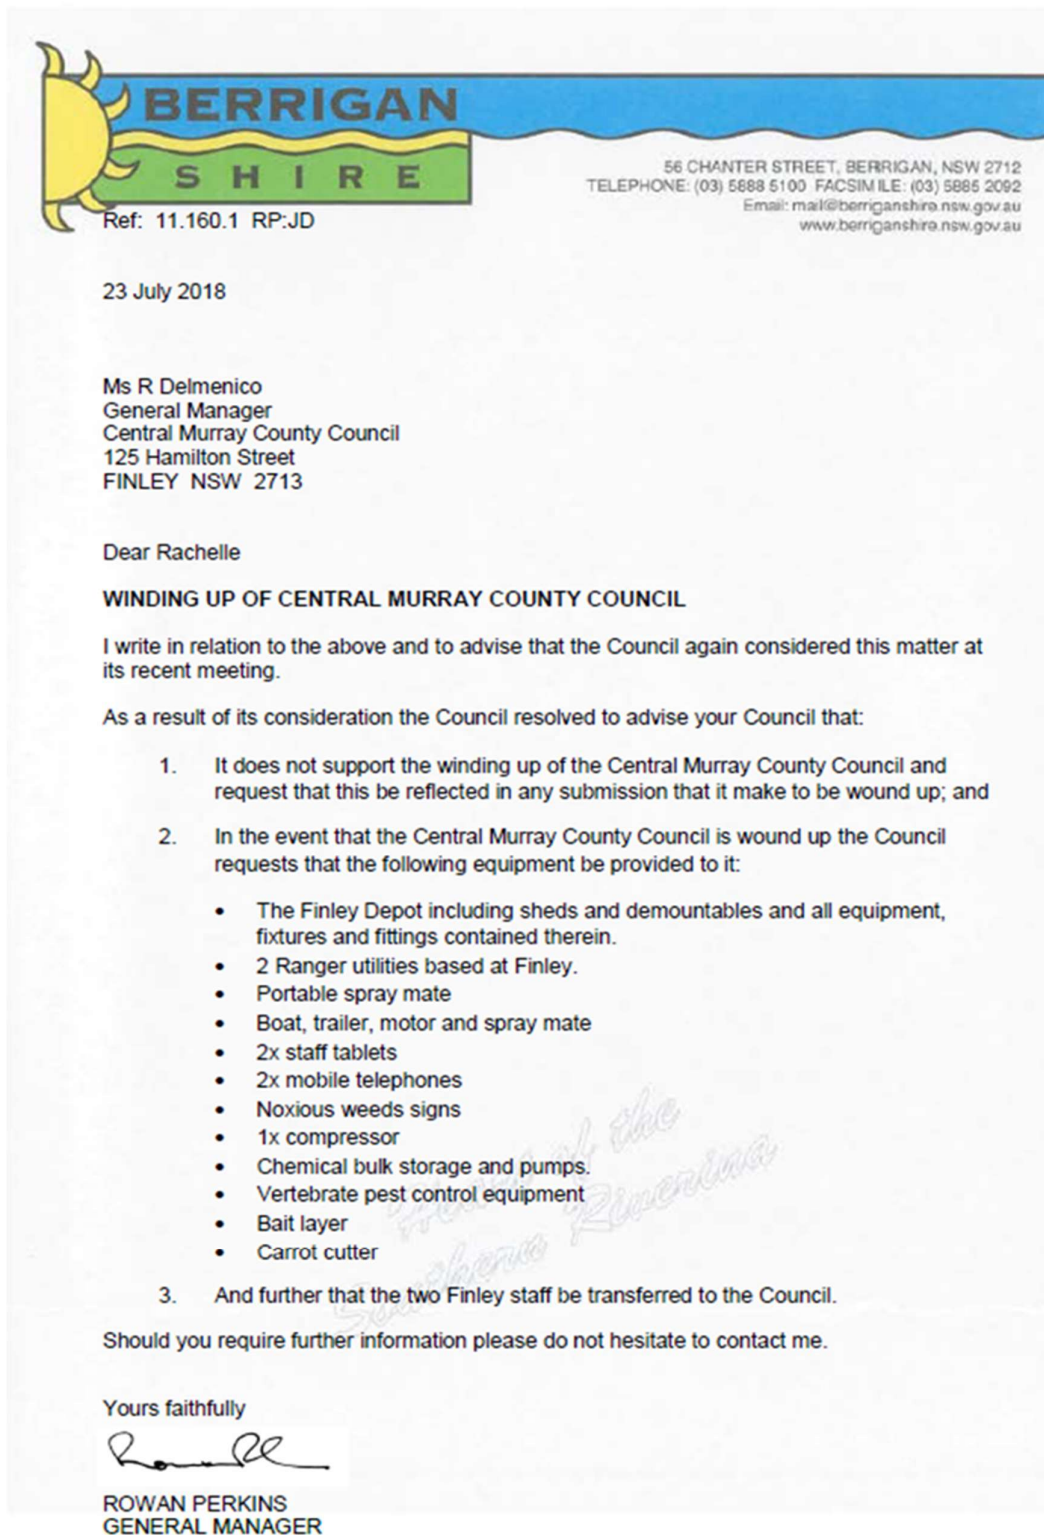 BERRIGAN
SHIRE
56 CHANTER STREET, BERRIGAN, NSW 2712
TELEPHONE: (03) 5888 5100 FACSIMILE: (03) 5885 2092
Email: mail@berriganshire.nsw.gov.au
www.berriganshire.nsw.gov.au
Ref: 11.160.1 RP:JD
23 July 2018
Ms R Delmenico
General Manager
Central Murray County Council
125 Hamilton Street
FINLEY NSW 2713
Dear Rachelle
WINDING UP OF CENTRAL MURRAY COUNTY COUNCIL
I write in relation to the above and to advise that the Council again considered this matter at
its recent meeting.
As a result of its consideration the Council resolved to advise your Council that:
1. It does not support the winding up of the Central Murray County Council and
request that this be reflected in any submission that it make to be wound up; and
2. In the event that the Central Murray County Council is wound up the Council
requests that the following equipment be provided to it:
• The Finley Depot including sheds and demountables and all equipment,
fixtures and fittings contained therein.
• 2 Ranger utilities based at Finley.
• Portable spray mate
• Boat, trailer, motor and spray mate
• 2x staff tablets
• 2x mobile telephones
• Noxious weeds signs
• 1x compressor
• Chemical bulk storage and pumps.
• Vertebrate pest control equipment
• Bait layer
• Carrot cutter
Heart of the
Southern Riverina
3. And further that the two Finley staff be transferred to the Council.
Should you require further information please do not hesitate to contact me.
Yours faithfully
ROWAN PERKINS
GENERAL MANAGER